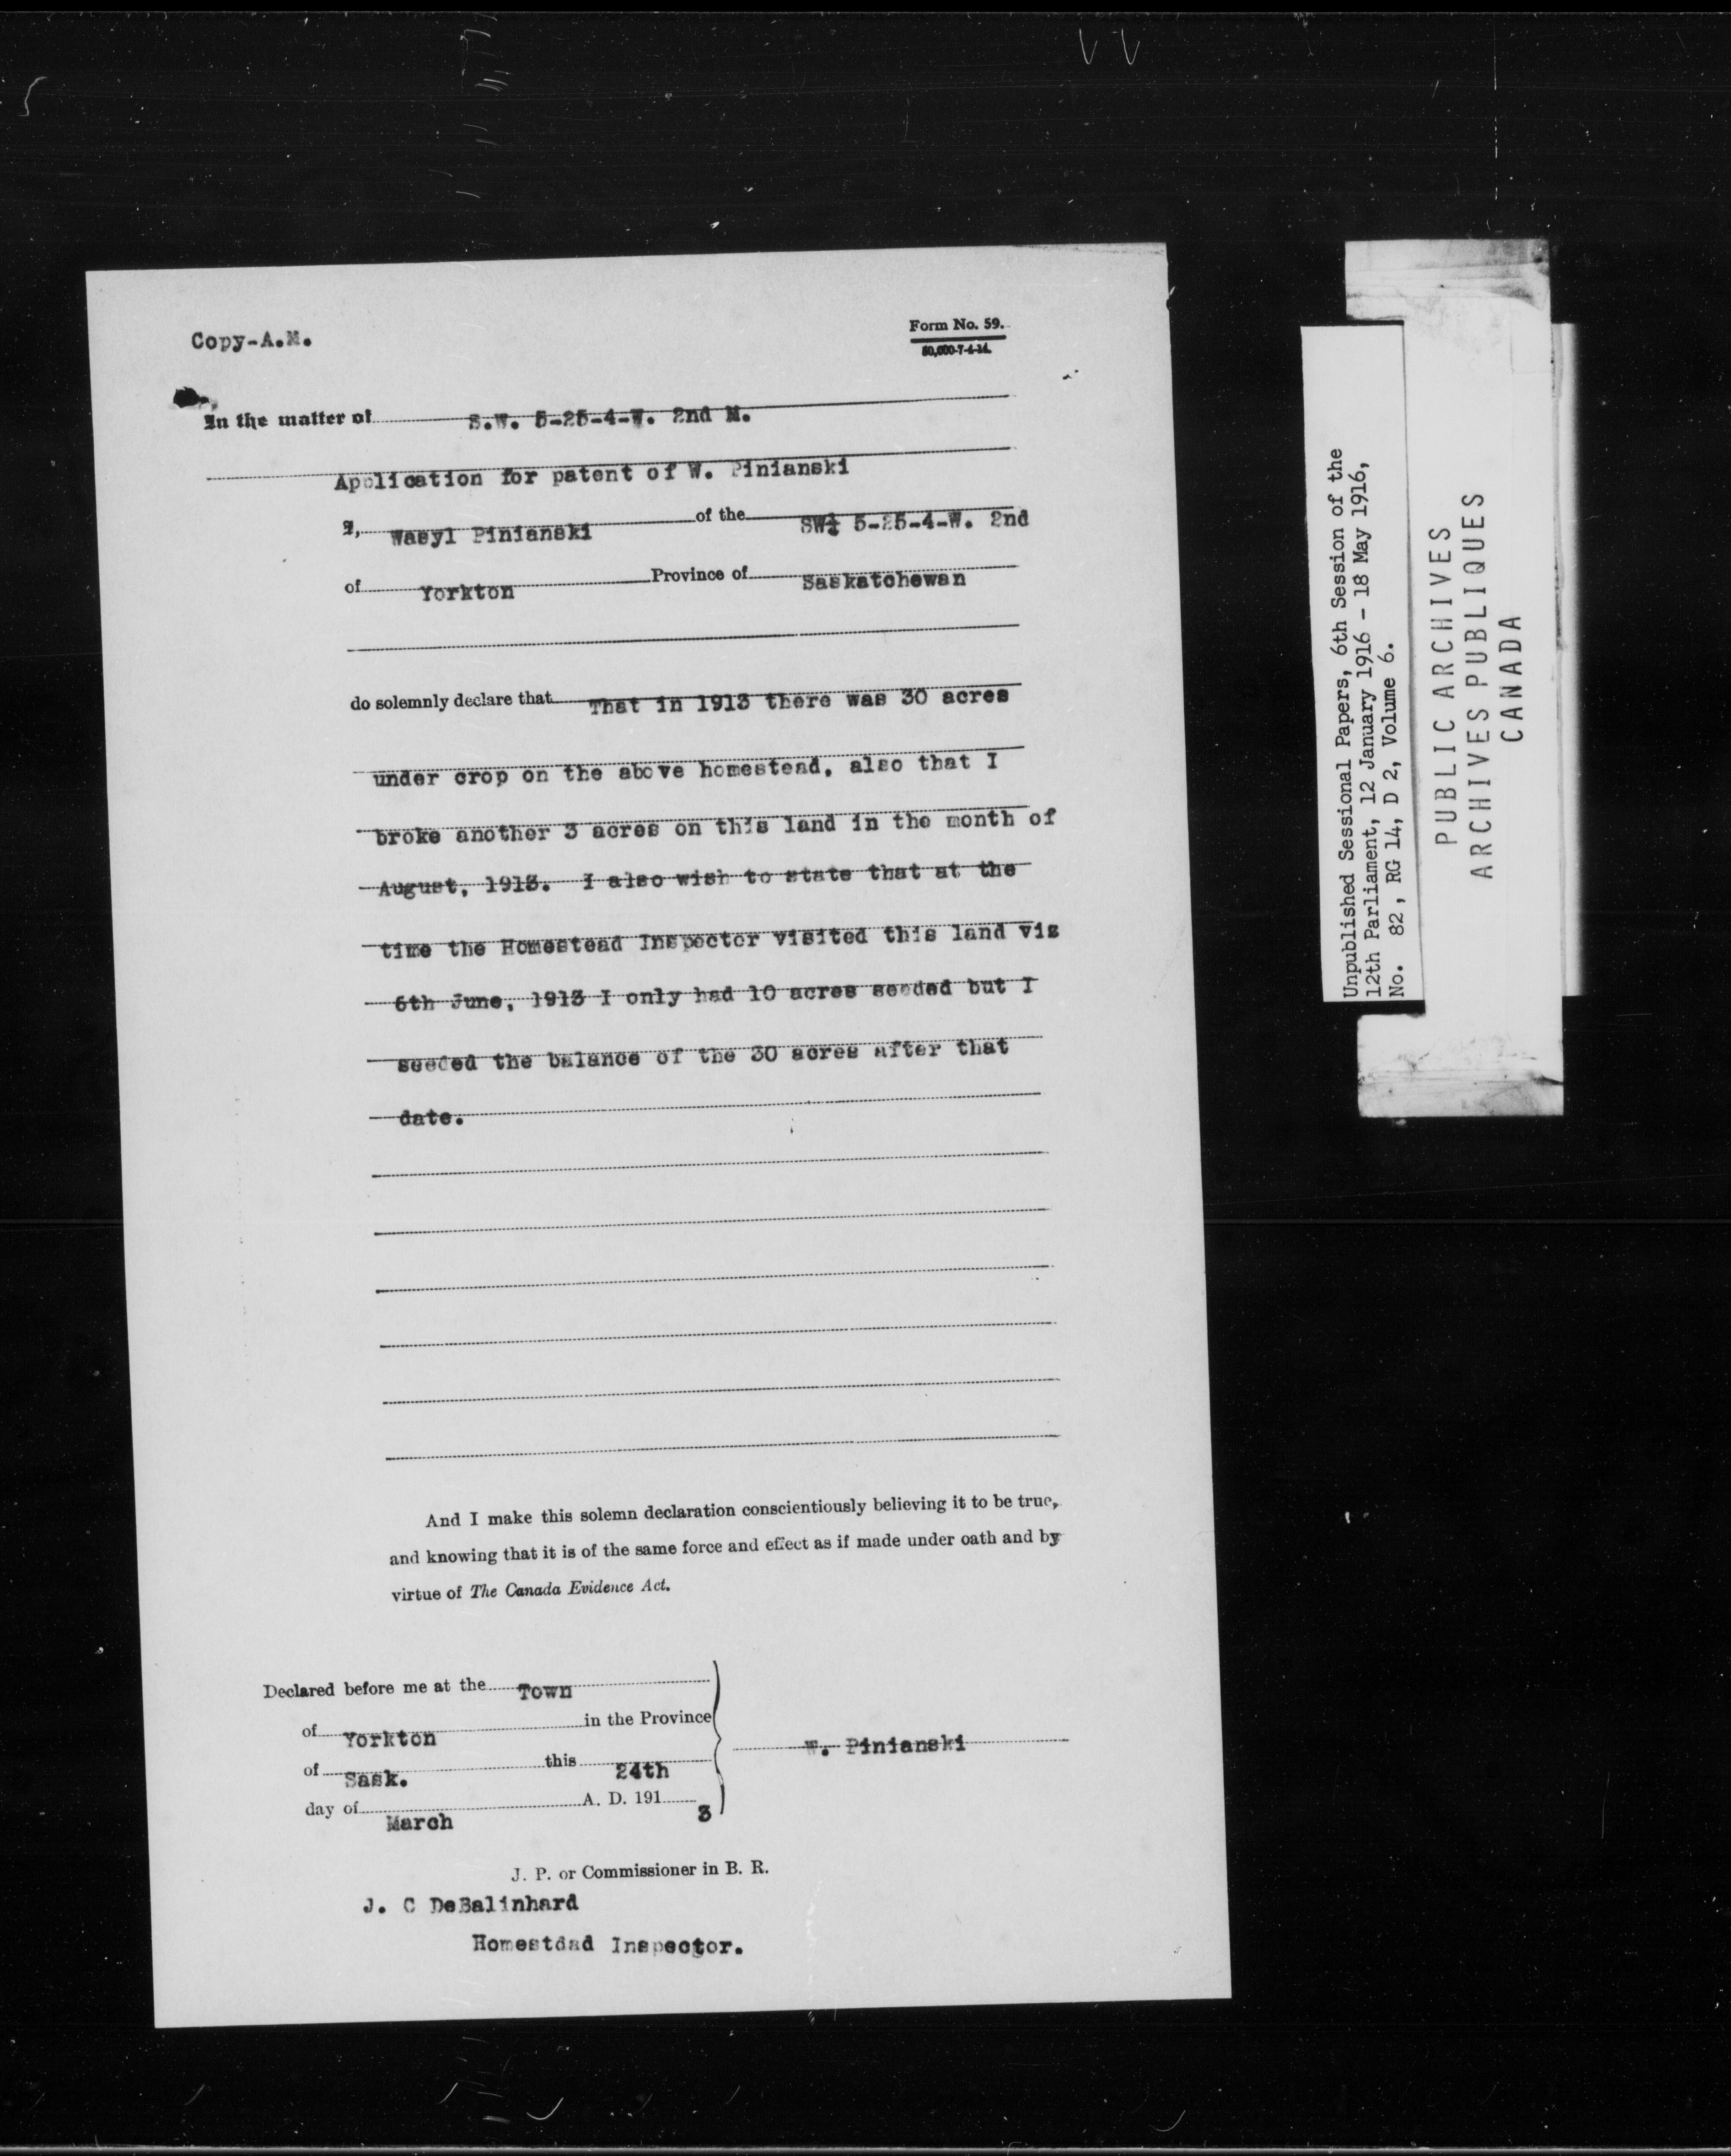 Copy-A.M.
Form No. 59.
50,000-7-4-14.
In the matter of S.W. 5-25-4-W. 2nd M.
Application for patent of W. Pinianski
I, Wasyl Pinianski of the SW¼ 5-25-4-W. 2nd
of Yorkton Province of Saskatchewan
do solemnly declare that That in 1913 there was 30 acres
under crop on the above homestead, also that I
broke another 3 acres on this land in the month of
August, 1913. I also wish to state that at the
time the Homestead Inspector visited this land viz
6th June, 1913 I only had 10 acres seeded but I
seeded the balance of the 30 acres after that
date.
And I make this solemn declaration conscientiously believing it to be true,
and knowing that it is of the same force and effect as if made under oath and by
virtue of The Canada Evidence Act.
Declared before me at the Town
of Yorkton in the Province
of Sask. this 24th
day of March A. D. 191 3
W. Pinianski
J. P. or Commissioner in B. R.
J. C DeBalinhard
Homestdad Inspector.
Unpublished Sessional Papers, 6th Session of the
12th Parliament, 12 January 1916 - 18 May 1916,
No. 82, RG 14, D 2, Volume 6.
PUBLIC ARCHIVES
ARCHIVES PUBLIQUES
CANADA